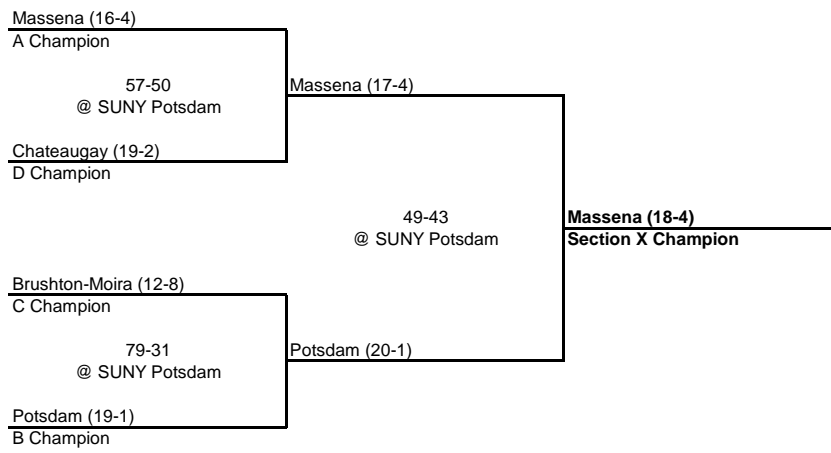 Massena (16-4)
A Champion
57-50
@ SUNY Potsdam
Massena (17-4)
Chateaugay (19-2)
D Champion
49-43
@ SUNY Potsdam
Massena (18-4)
Section X Champion
Brushton-Moira (12-8)
C Champion
79-31
@ SUNY Potsdam
Potsdam (20-1)
Potsdam (19-1)
B Champion